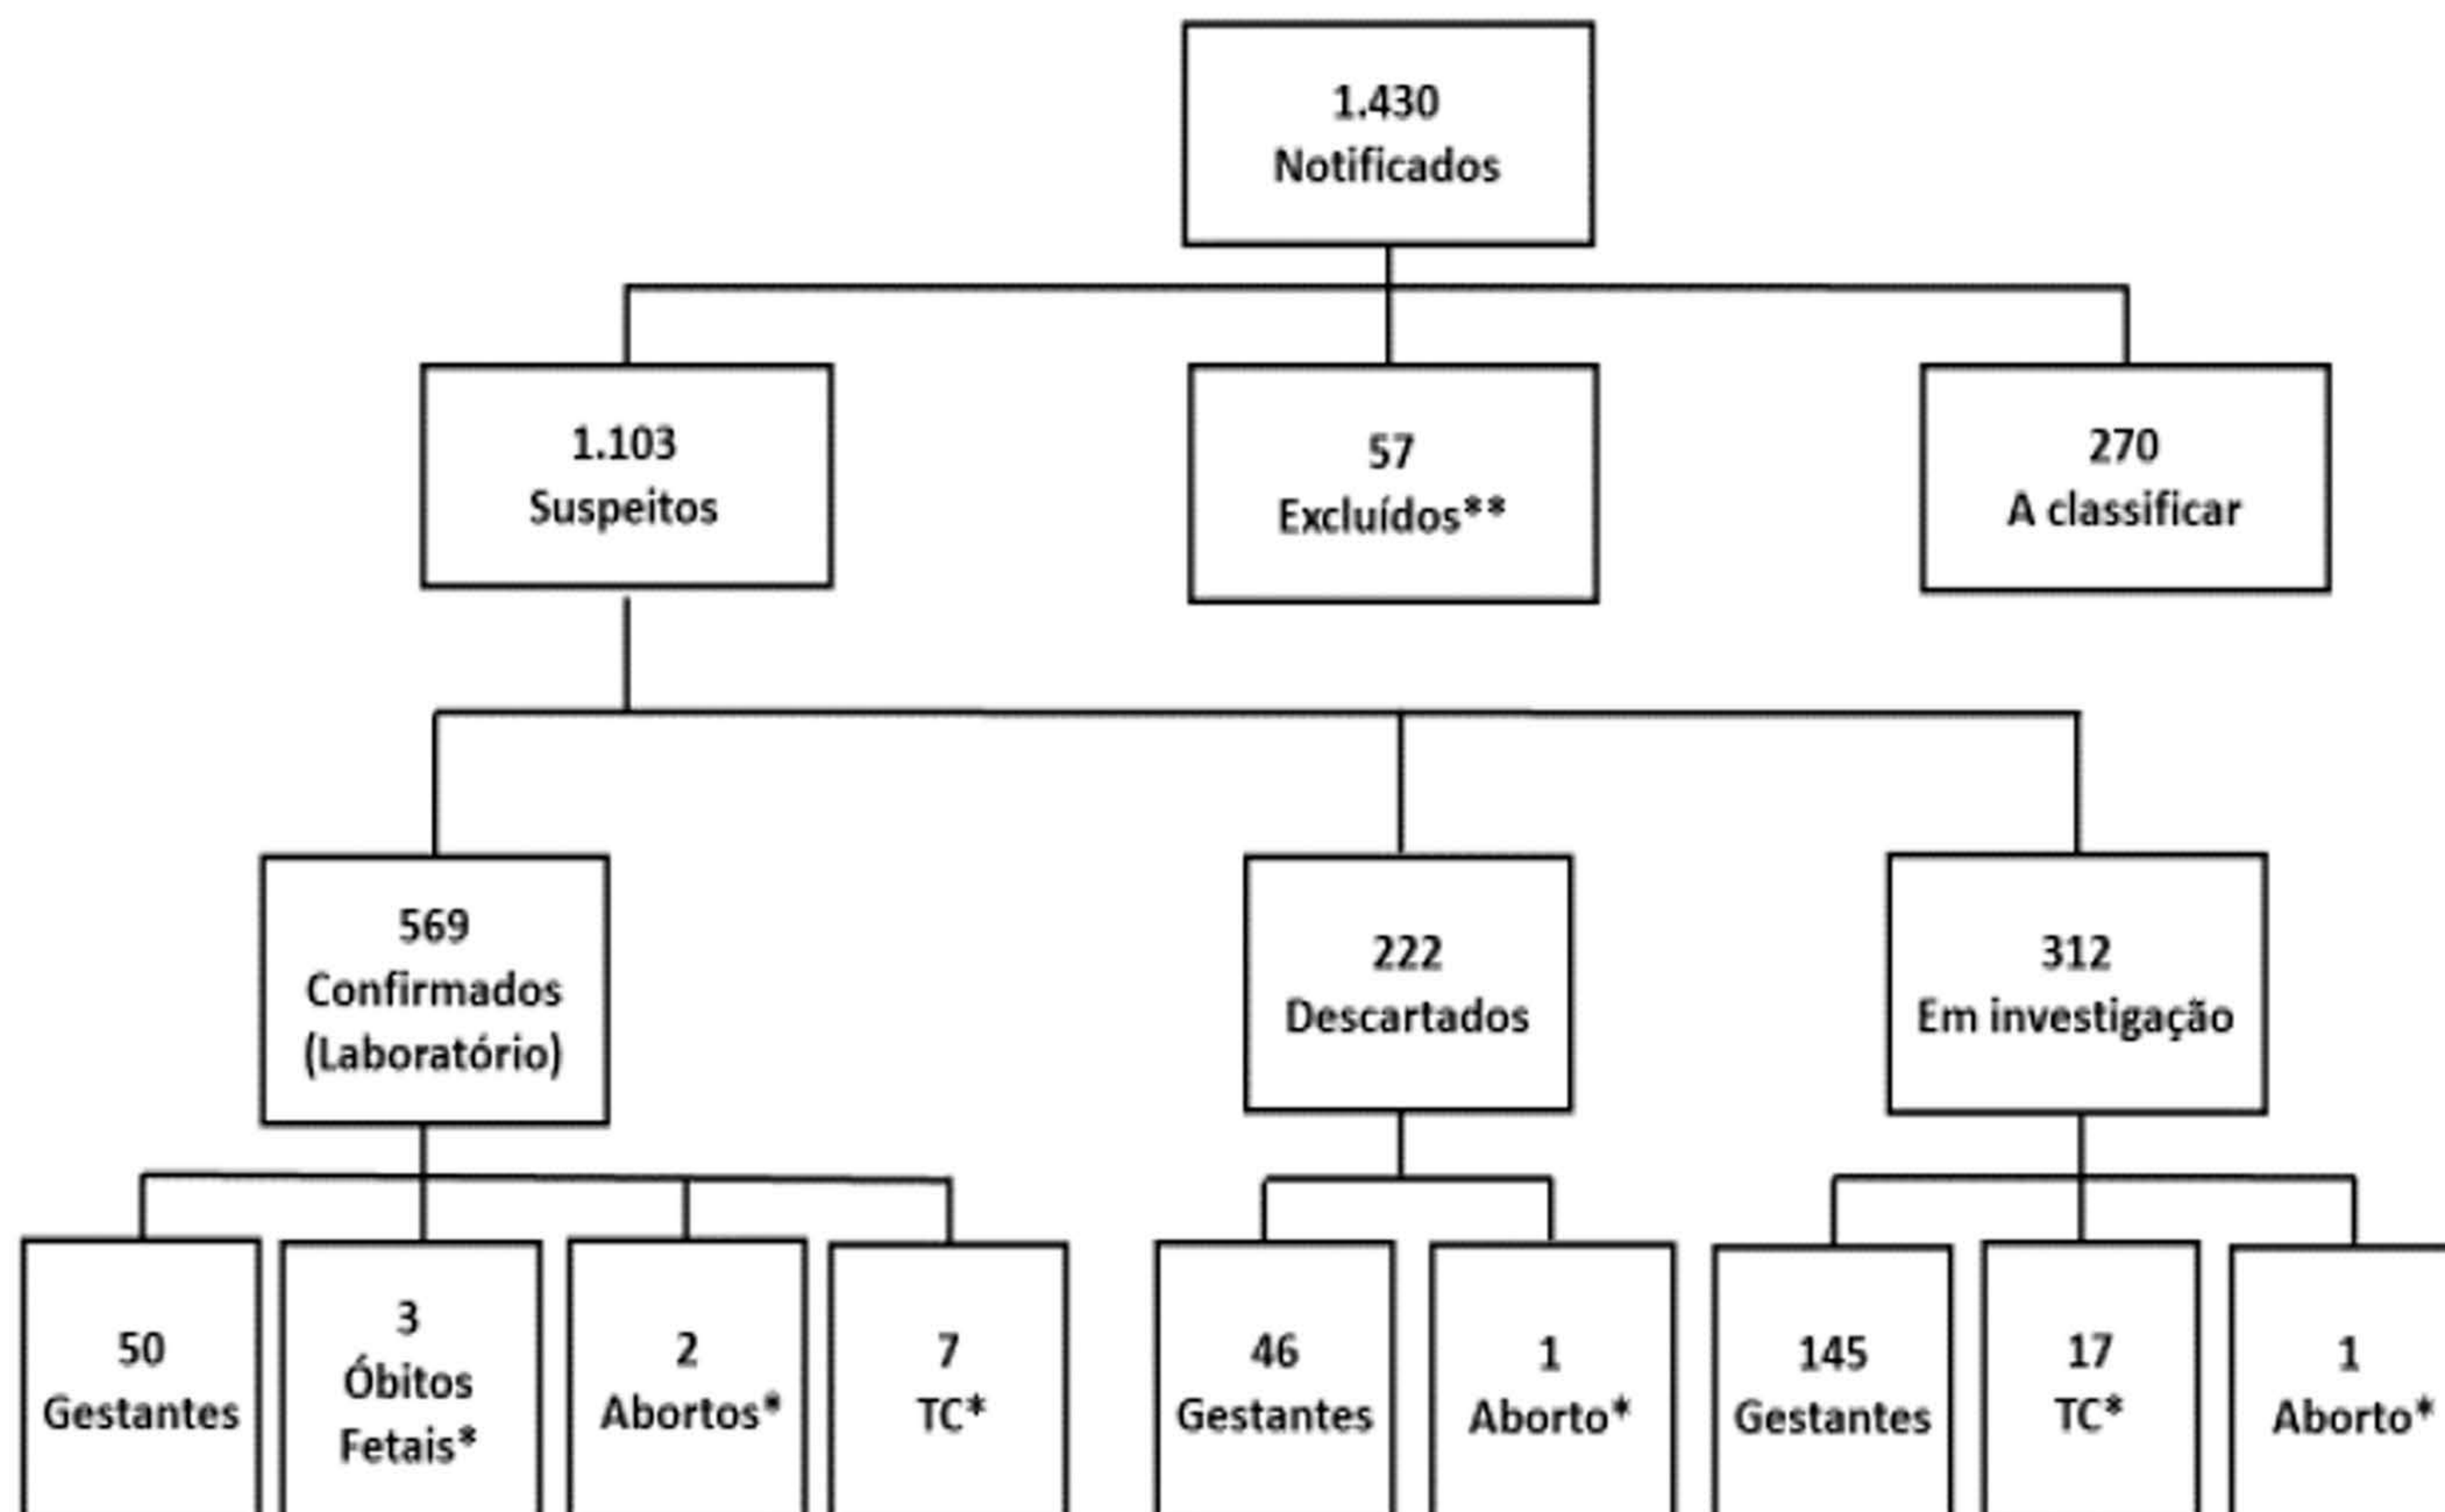 1.430
Notificados
1.103
Suspeitos
57
Excluídos**
270
A classificar
569
Confirmados
(Laboratório)
222
Descartados
312
Em investigação
50
Gestantes
3
Óbitos
Fetais*
2
Abortos*
7
TC*
46
Gestantes
1
Aborto*
145
Gestantes
17
TC*
1
Aborto*